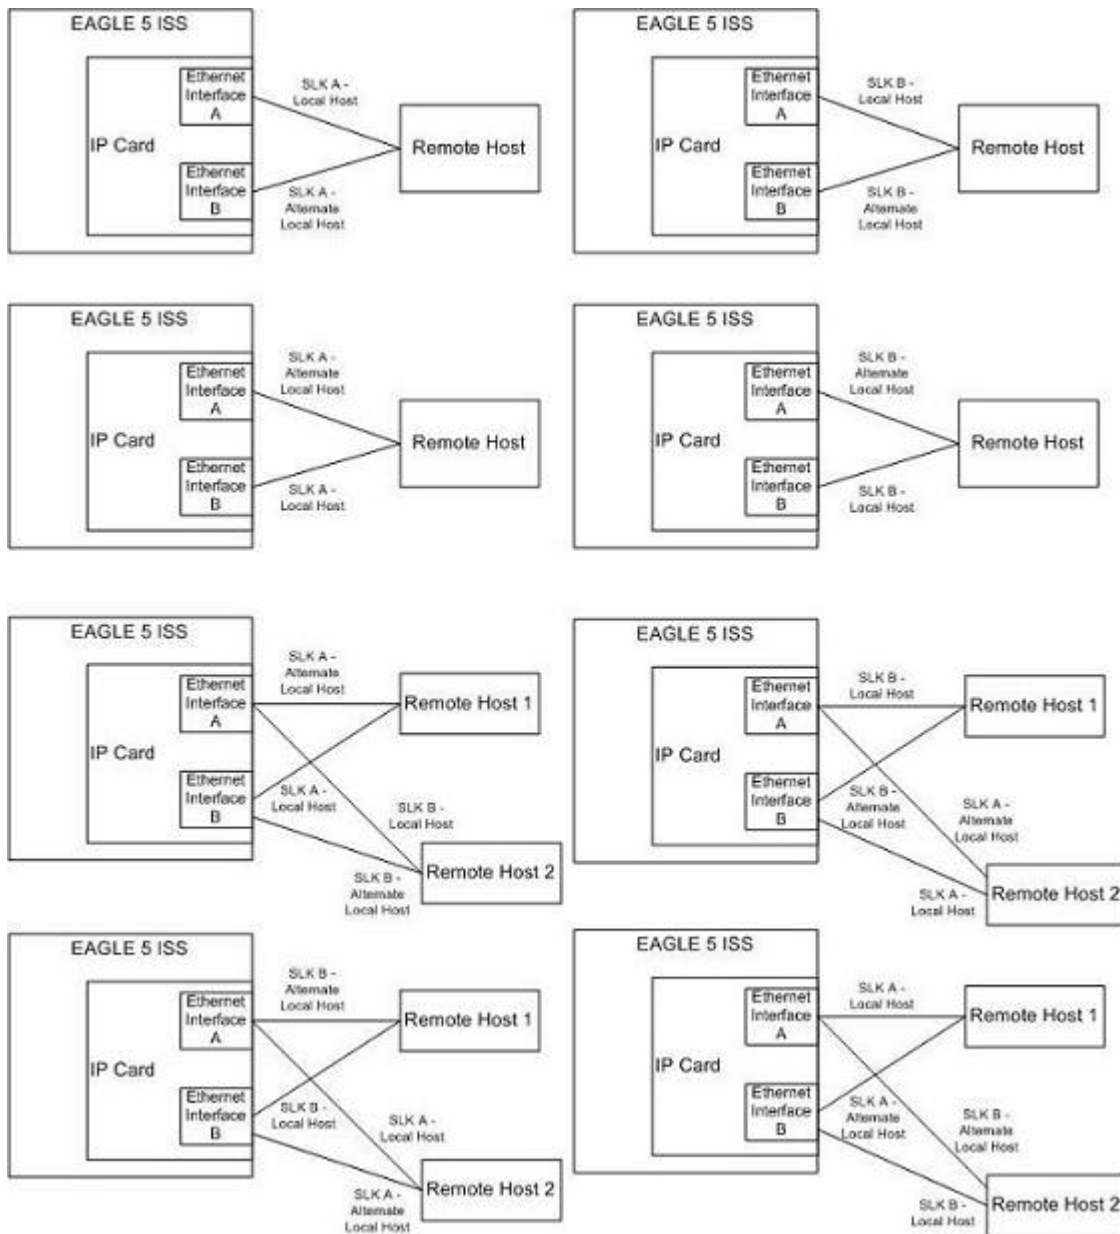 EAGLE 5 ISS
Ethernet
Interface
A
SLK A -
Local Host
IP Card
Remote Host
Ethernet
Interface
B
SLK A -
Alternate
Local Host
EAGLE 5 ISS
Ethernet
Interface
A
SLK B -
Local Host
IP Card
Remote Host
Ethernet
Interface
B
SLK B -
Alternate
Local Host
EAGLE 5 ISS
Ethernet
Interface
A
SLK A -
Alternate
Local Host
IP Card
Remote Host
Ethernet
Interface
B
SLK A -
Local Host
EAGLE 5 ISS
Ethernet
Interface
A
SLK B -
Alternate
Local Host
IP Card
Remote Host
Ethernet
Interface
B
SLK B -
Local Host
EAGLE 5 ISS
SLK A -
Alternate
Local Host
Ethernet
Interface
A
Remote Host 1
IP Card
Ethernet
Interface
B
SLK A -
Local Host
SLK B -
Local Host
Remote Host 2
SLK B -
Alternate
Local Host
EAGLE 5 ISS
SLK B -
Local Host
Ethernet
Interface
A
Remote Host 1
IP Card
Ethernet
Interface
B
SLK B -
Alternate
Local Host
SLK A -
Alternate
Local Host
SLK A -
Local Host
Remote Host 2
EAGLE 5 ISS
SLK B -
Alternate
Local Host
Ethernet
Interface
A
Remote Host 1
IP Card
Ethernet
Interface
B
SLK B -
Local Host
SLK A -
Local Host
Remote Host 2
SLK A -
Alternate
Local Host
EAGLE 5 ISS
SLK A -
Local Host
Ethernet
Interface
A
Remote Host 1
IP Card
Ethernet
Interface
B
SLK A -
Alternate
Local Host
SLK B -
Alternate
Local Host
SLK B -
Local Host
Remote Host 2